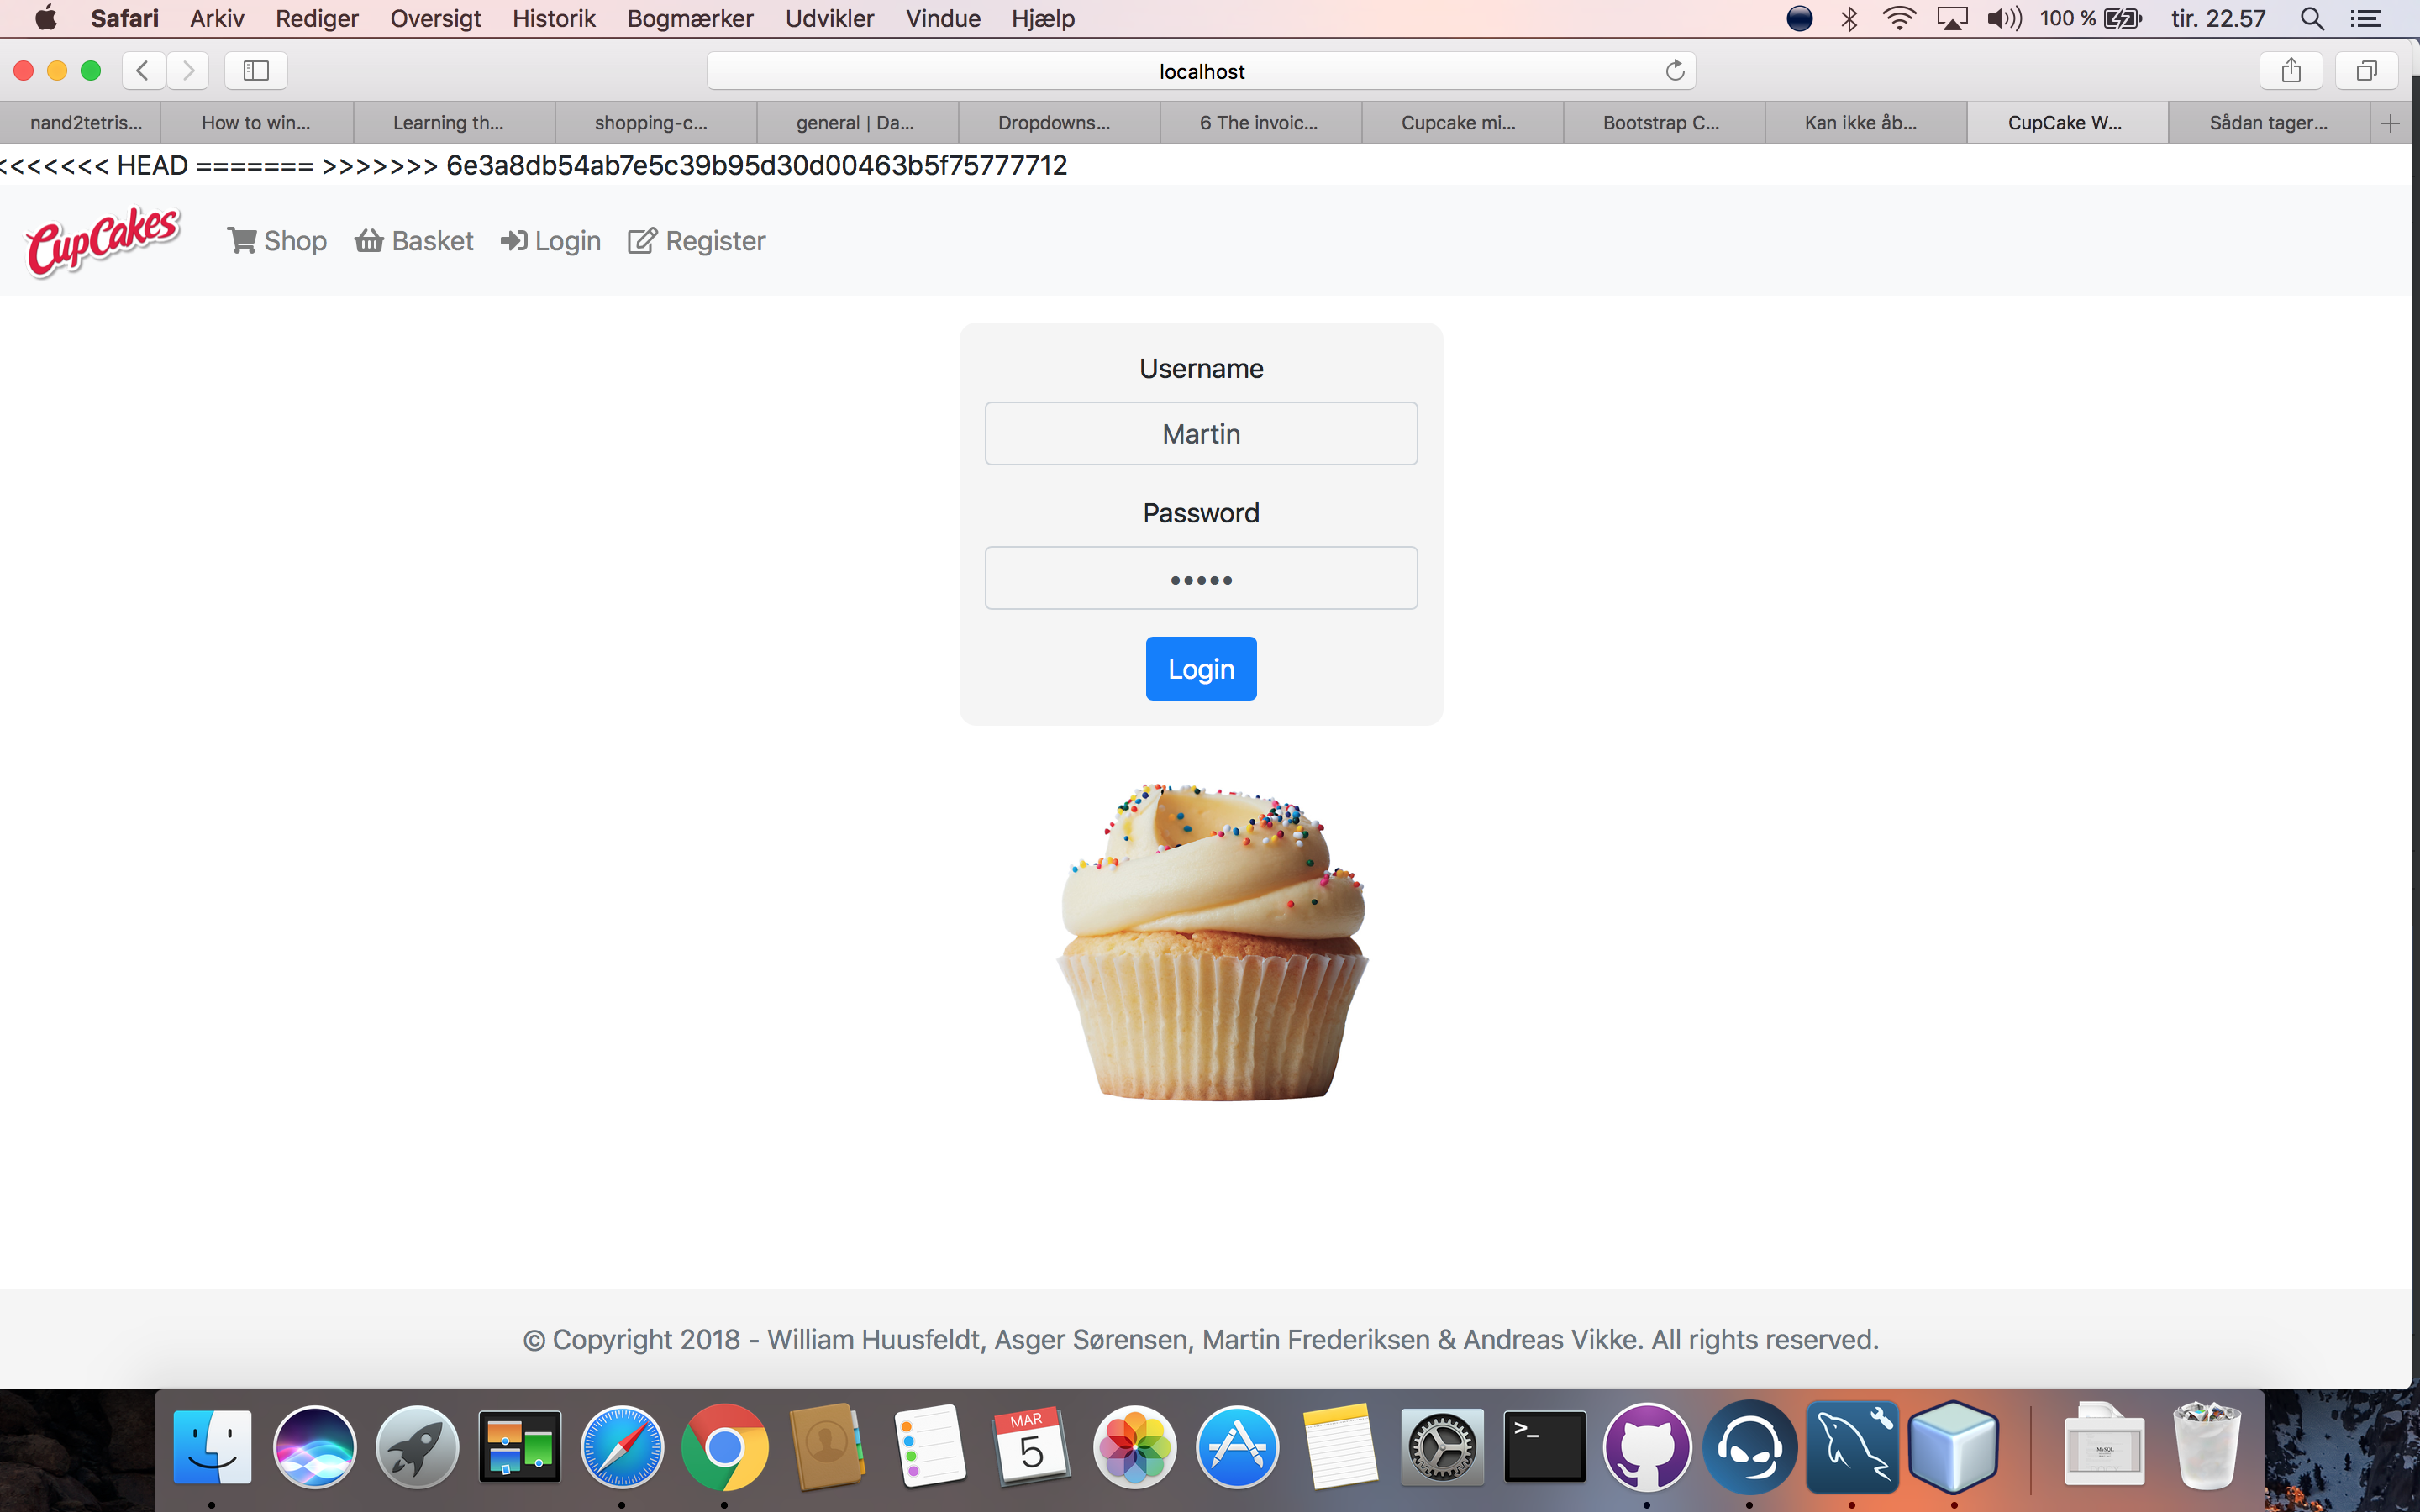 Safari Arkiv Rediger Oversigt Historik Bogmærker Udvikler Vindue Hjælp 100 % tir. 22.57
localhost
nand2tetris... How to win... Learning th... shopping-c... general | Da... Dropdowns... 6 The invoic... Cupcake mi... Bootstrap C... Kan ikke åb... CupCake W... Sådan tager...
<<<<<<< HEAD ======= >>>>>>> 6e3a8db54ab7e5c39b95d30d00463b5f75777712
CupCakes Shop Basket Login Register
Username
Martin
Password
•••••
Login
© Copyright 2018 - William Huusfeldt, Asger Sørensen, Martin Frederiksen & Andreas Vikke. All rights reserved.
MAR
5
>_
MySQL